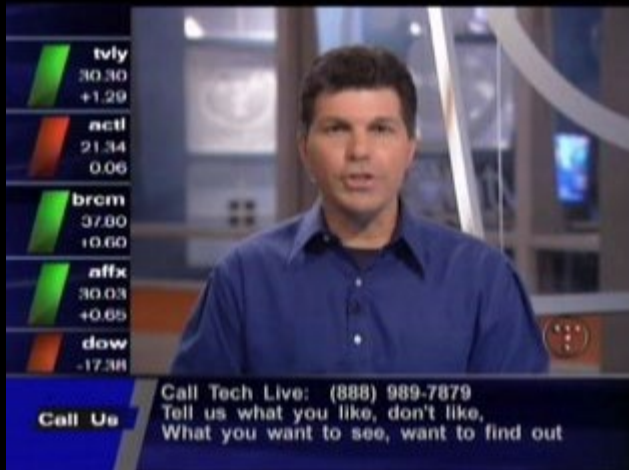 tvly
30.30
+1.29
actl
21.34
0.06
brcm
37.80
+0.60
affx
30.03
+0.65
dow
-17.38
Call Us
Call Tech Live: (888) 989-7879
Tell us what you like, don't like,
What you want to see, want to find out